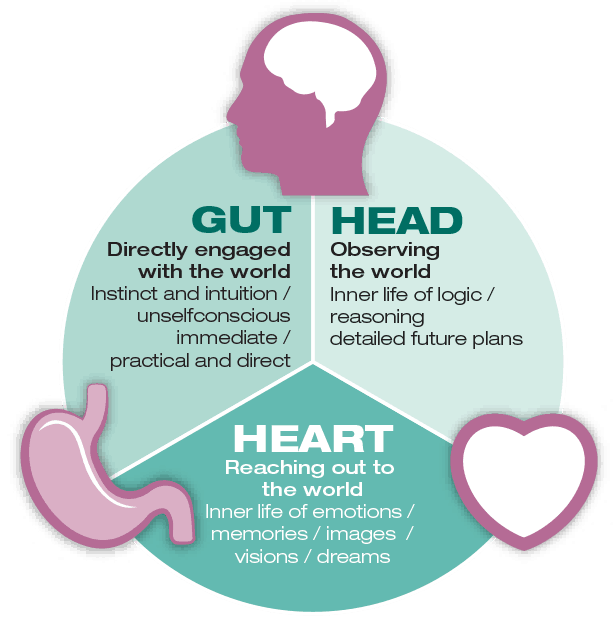 GUT
Directly engaged
with the world
Instinct and intuition /
unselfconscious
immediate /
practical and direct
HEAD
Observing
the world
Inner life of logic /
reasoning
detailed future plans
HEART
Reaching out to
the world
Inner life of emotions /
memories / images /
visions / dreams